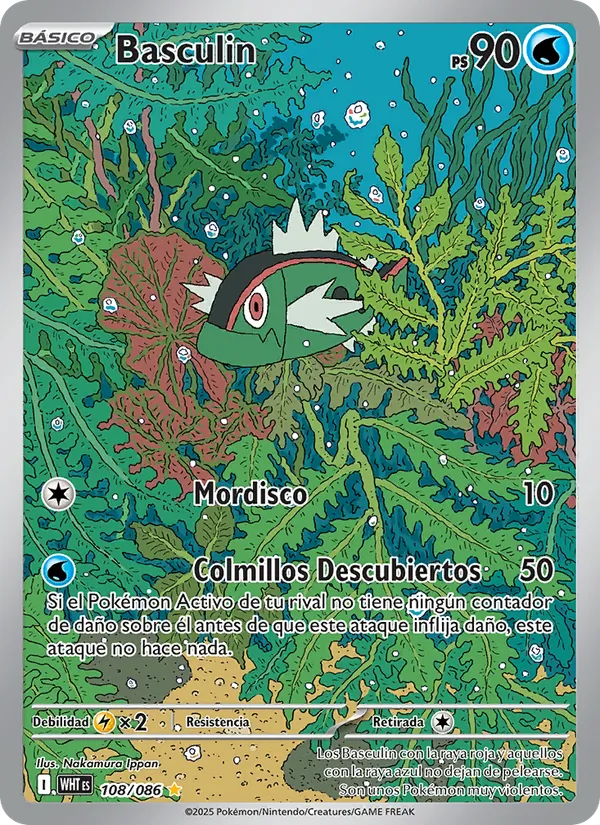 BÁSICO Basculin PS 90
Mordisco 10
Colmillos Descubiertos 50
Si el Pokémon Activo de tu rival no tiene ningún contador
de daño sobre él antes de que este ataque inflija daño, este
ataque no hace nada.
Debilidad ×2 Resistencia Retirada
Ilus. Nakamura Ippan
Los Basculin con la raya roja y aquellos
con la raya azul no dejan de pelearse.
Son unos Pokémon muy violentos.
I WHT ES 108/086
©2025 Pokémon/Nintendo/Creatures/GAME FREAK